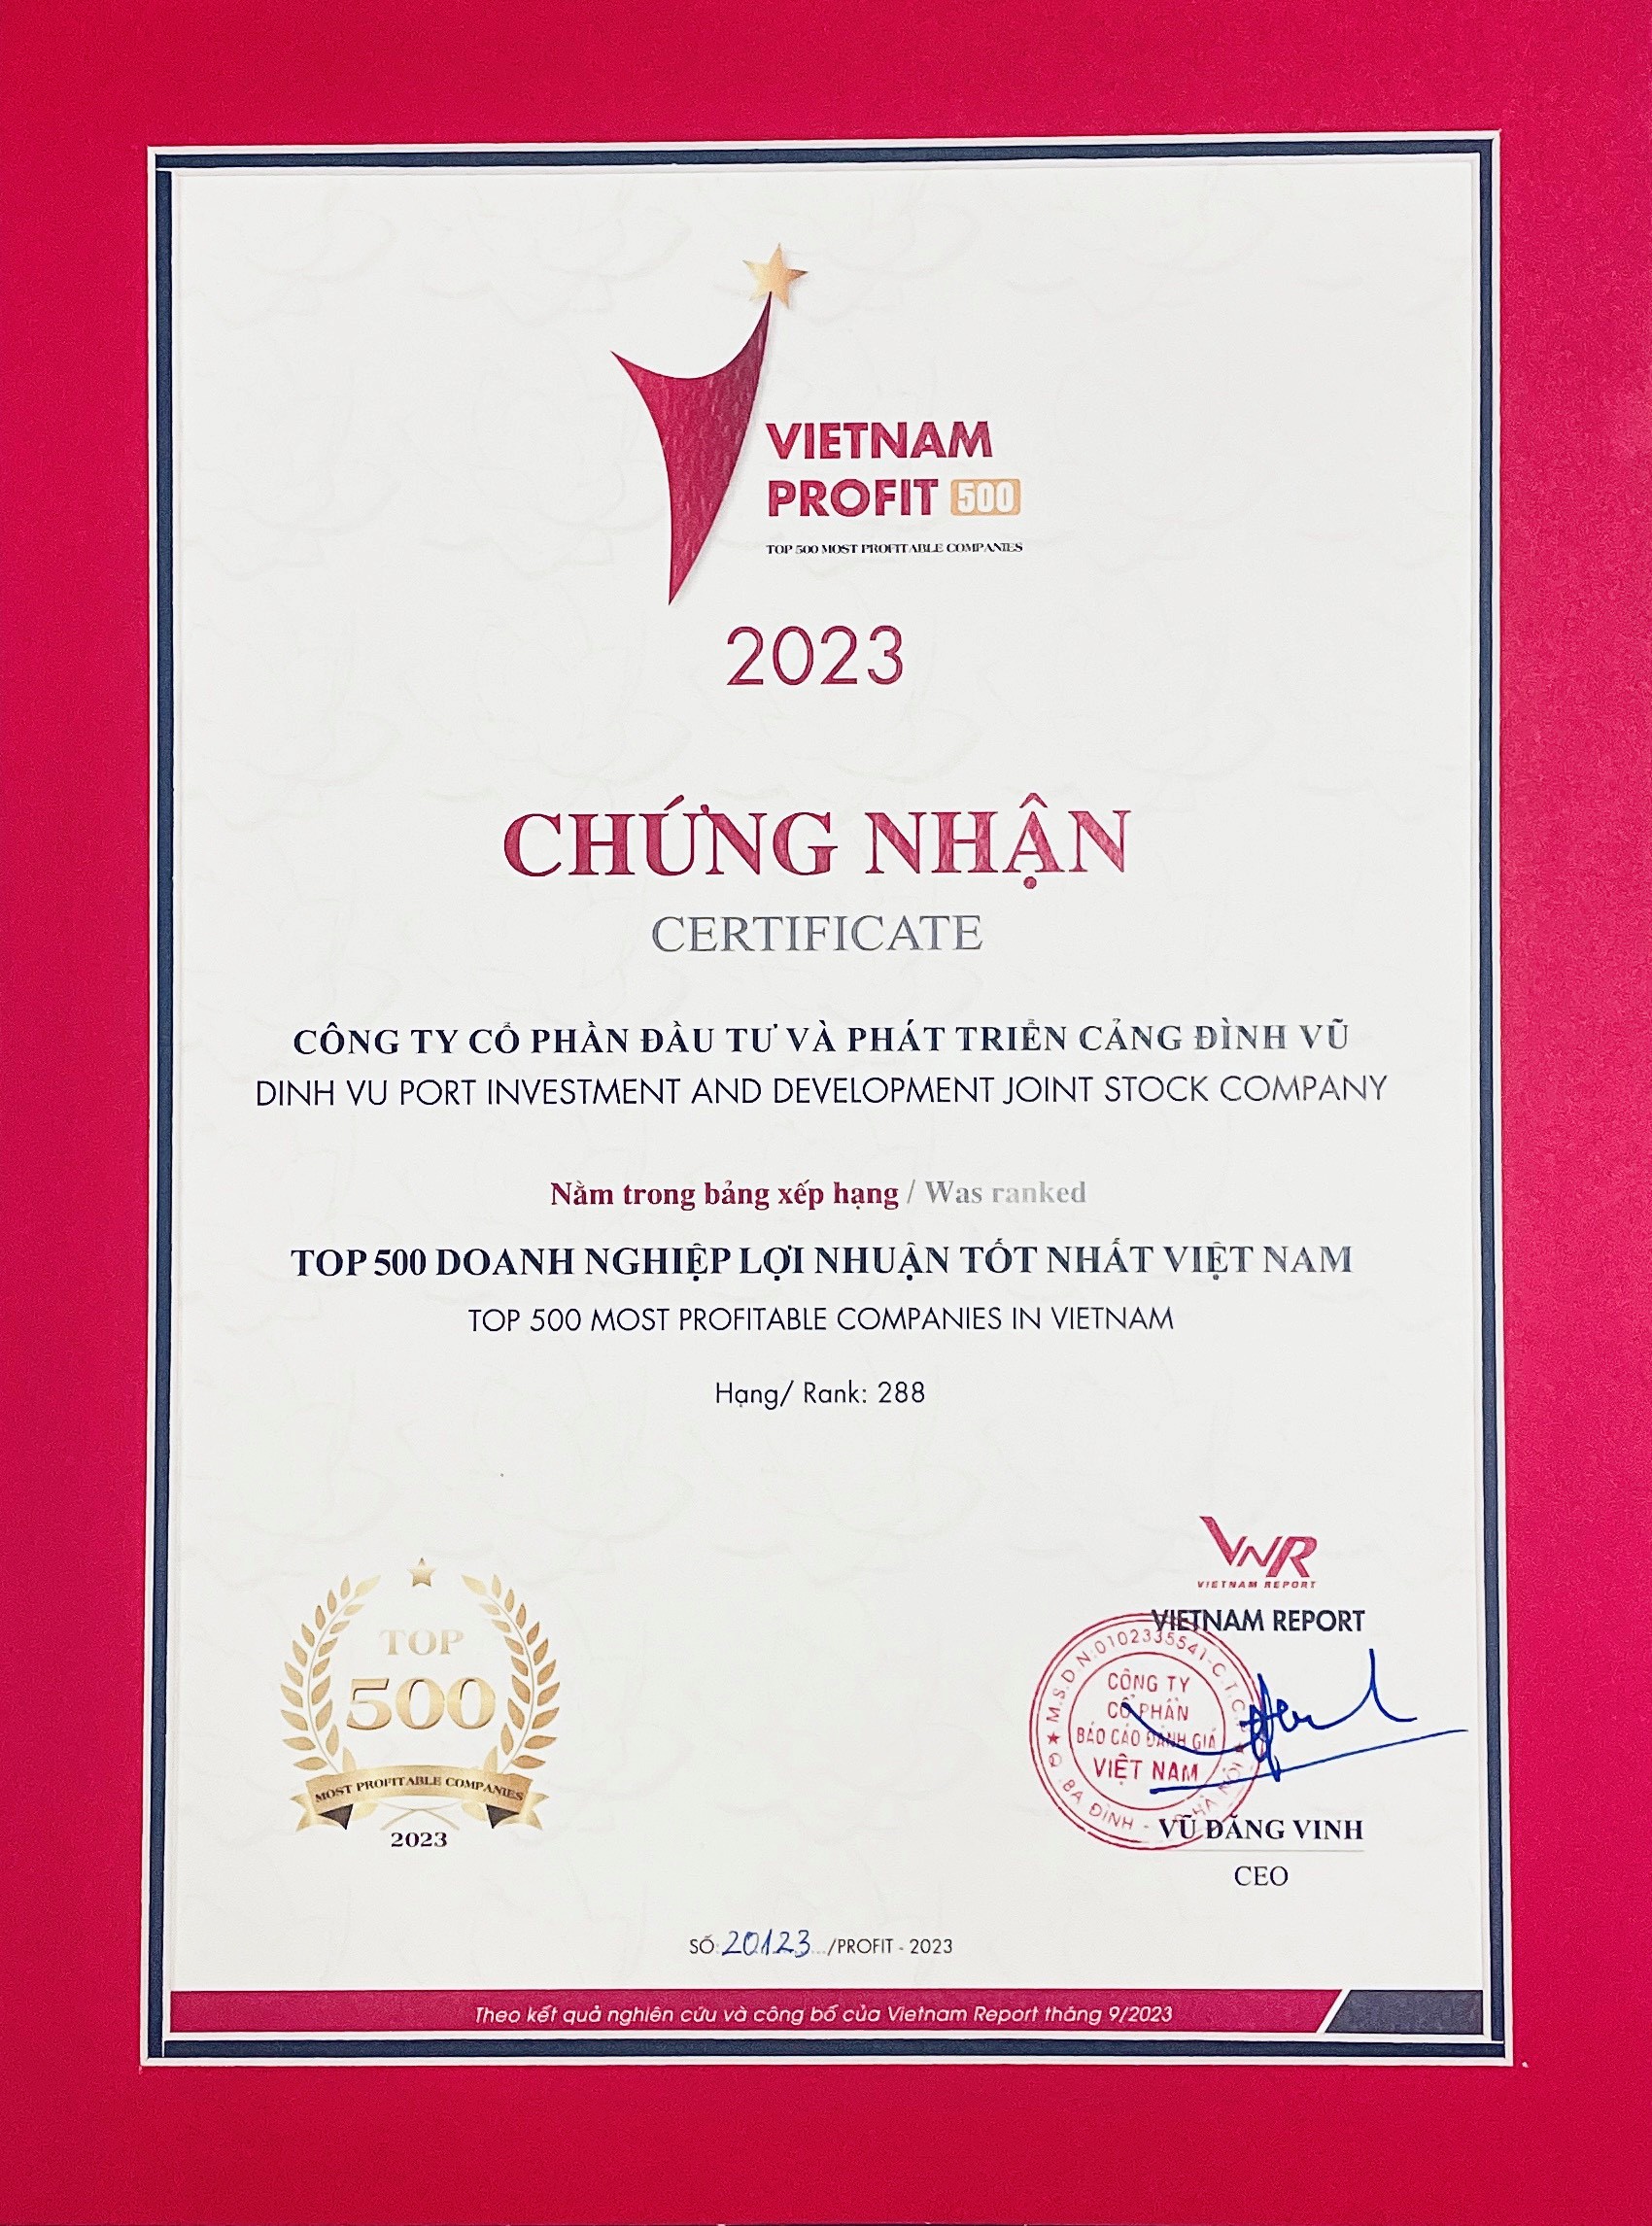 VIETNAM
PROFIT 500
TOP 500 MOST PROFITABLE COMPANIES
2023
CHỨNG NHẬN
CERTIFICATE
CÔNG TY CỔ PHẦN ĐẦU TƯ VÀ PHÁT TRIỂN CẢNG ĐÌNH VŨ
DINH VU PORT INVESTMENT AND DEVELOPMENT JOINT STOCK COMPANY
Nằm trong bảng xếp hạng / Was ranked
TOP 500 DOANH NGHIỆP LỢI NHUẬN TỐT NHẤT VIỆT NAM
TOP 500 MOST PROFITABLE COMPANIES IN VIETNAM
Hạng/ Rank: 288
TOP
500
MOST PROFITABLE COMPANIES
2023
VNR
VIETNAM REPORT
VIETNAM REPORT
M.S.D.N:0102335541-C.T.C.
CÔNG TY
CỔ PHẦN
BÁO CÁO ĐÁNH GIÁ
VIỆT NAM
BA ĐÌNH -
VŨ ĐĂNG VINH
CEO
SỐ: 20123.../PROFIT - 2023
Theo kết quả nghiên cứu và công bố của Vietnam Report tháng 9/2023